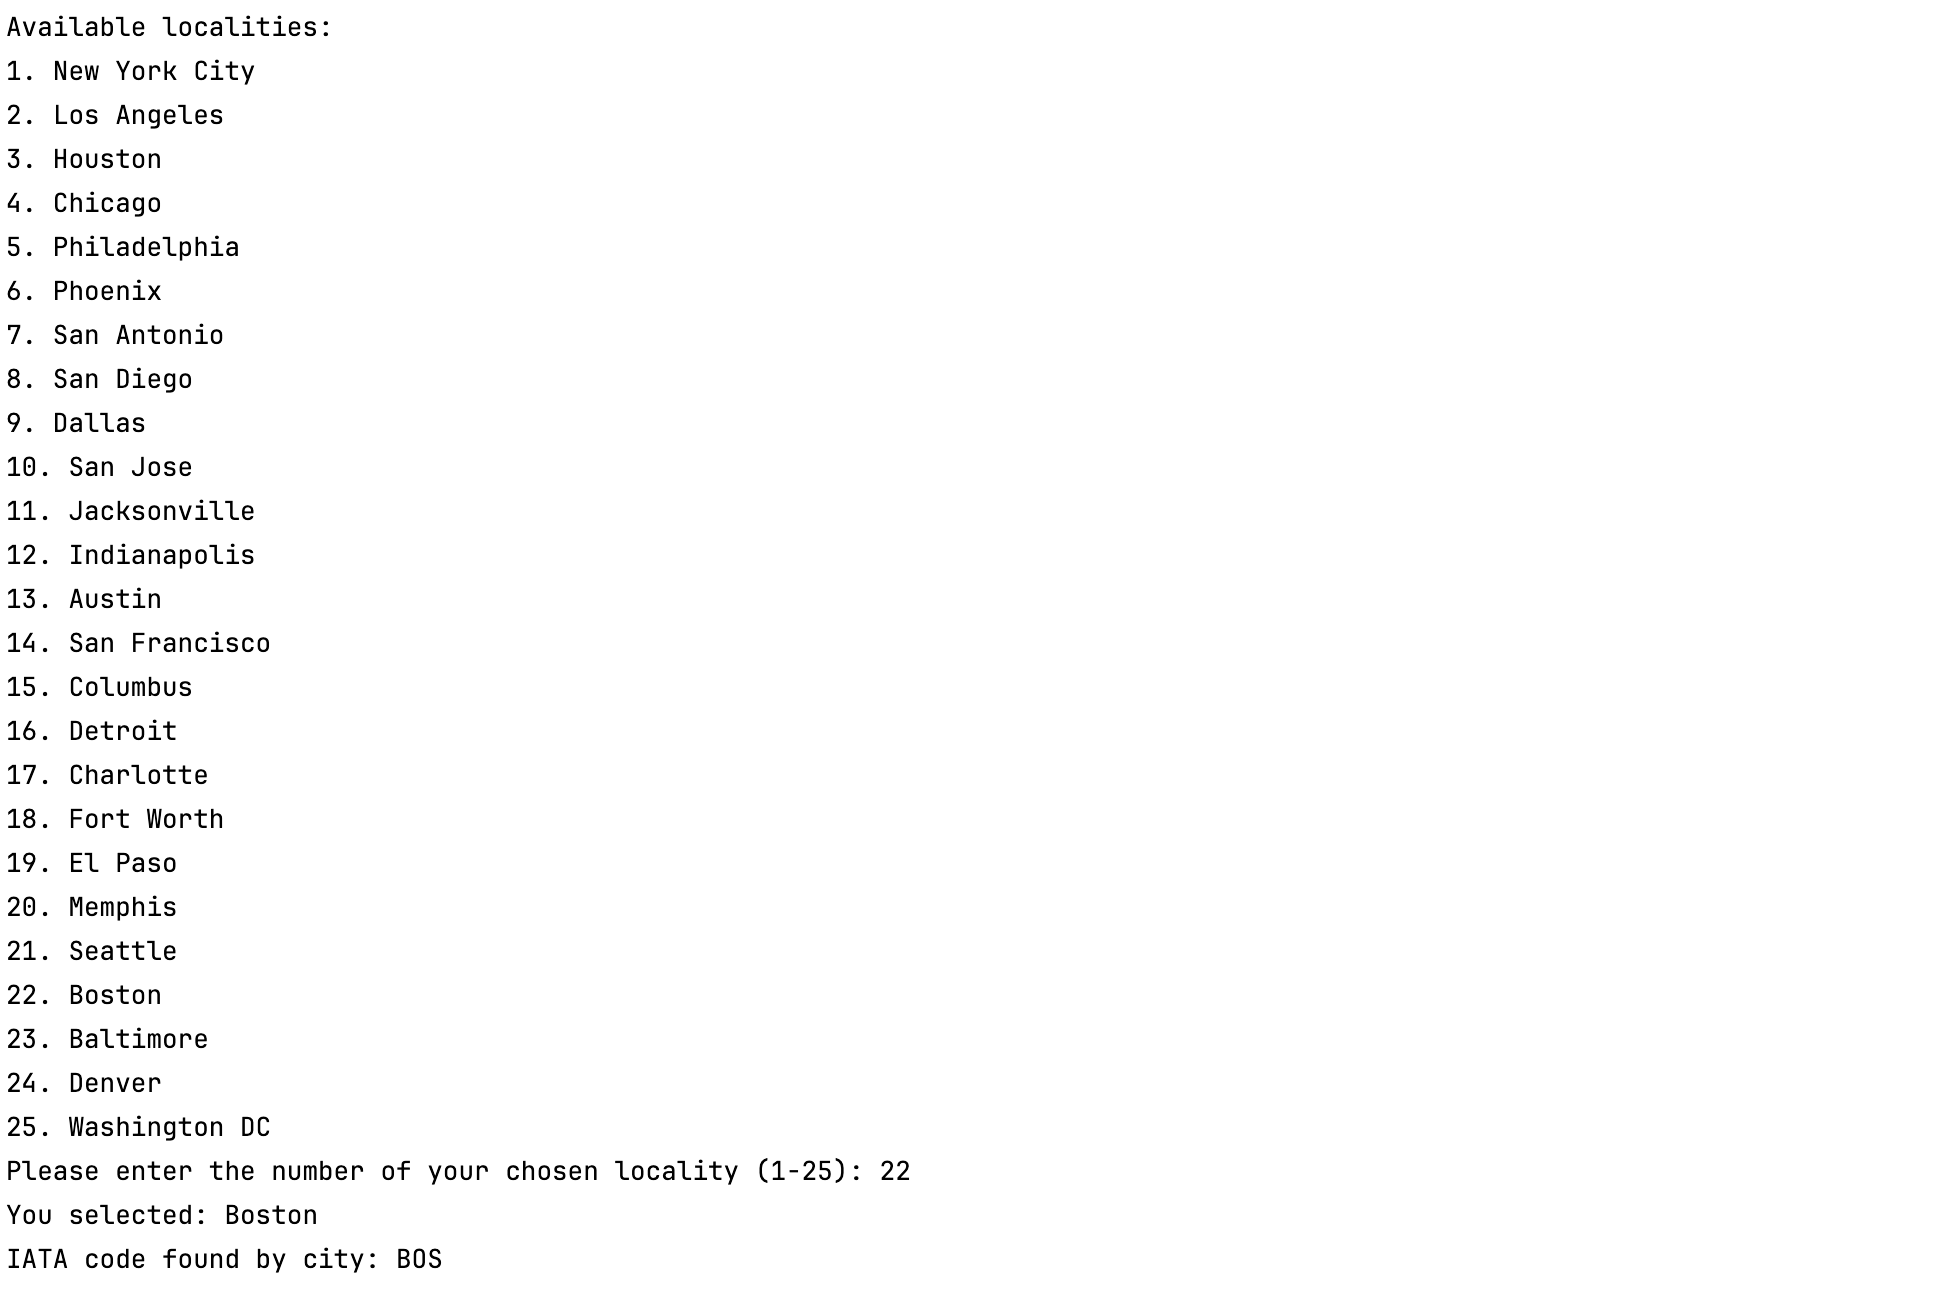 Available localities:
1. New York City
2. Los Angeles
3. Houston
4. Chicago
5. Philadelphia
6. Phoenix
7. San Antonio
8. San Diego
9. Dallas
10. San Jose
11. Jacksonville
12. Indianapolis
13. Austin
14. San Francisco
15. Columbus
16. Detroit
17. Charlotte
18. Fort Worth
19. El Paso
20. Memphis
21. Seattle
22. Boston
23. Baltimore
24. Denver
25. Washington DC
Please enter the number of your chosen locality (1-25): 22
You selected: Boston
IATA code found by city: BOS